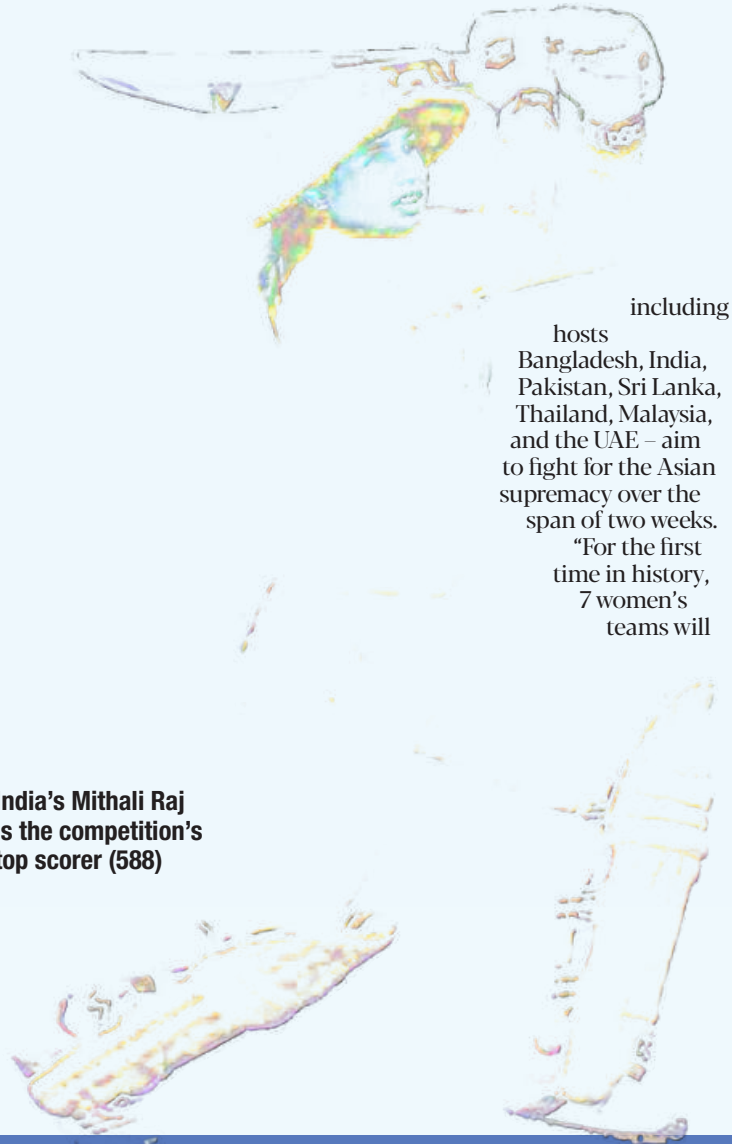 including
hosts
Bangladesh, India,
Pakistan, Sri Lanka,
Thailand, Malaysia,
and the UAE – aim
to fight for the Asian
supremacy over the
span of two weeks.
“For the first
time in history,
7 women’s
teams will
ndia’s Mithali Raj
s the competition’s
top scorer (588)